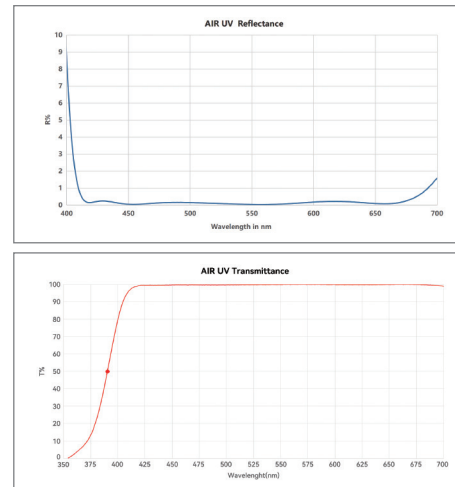 AIR UV Reflectance
10
9
8
7
6
5
4
3
2
1
0
R%
400 450 500 550 600 650 700
Wavelength in nm
AIR UV Transmittance
100
90
80
70
60
50
40
30
20
10
0
T%
350 375 400 425 450 475 500 525 550 575 600 625 650 675 700
Wavelenght(nm)